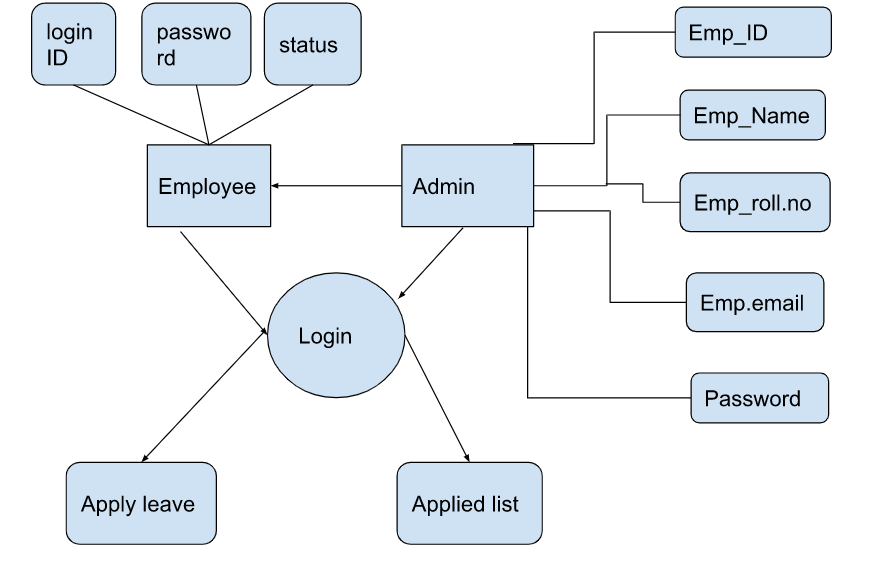 login
ID
passwo
rd
status
Emp_ID
Emp_Name
Employee
Admin
Emp_roll.no
Emp.email
Login
Password
Apply leave
Applied list